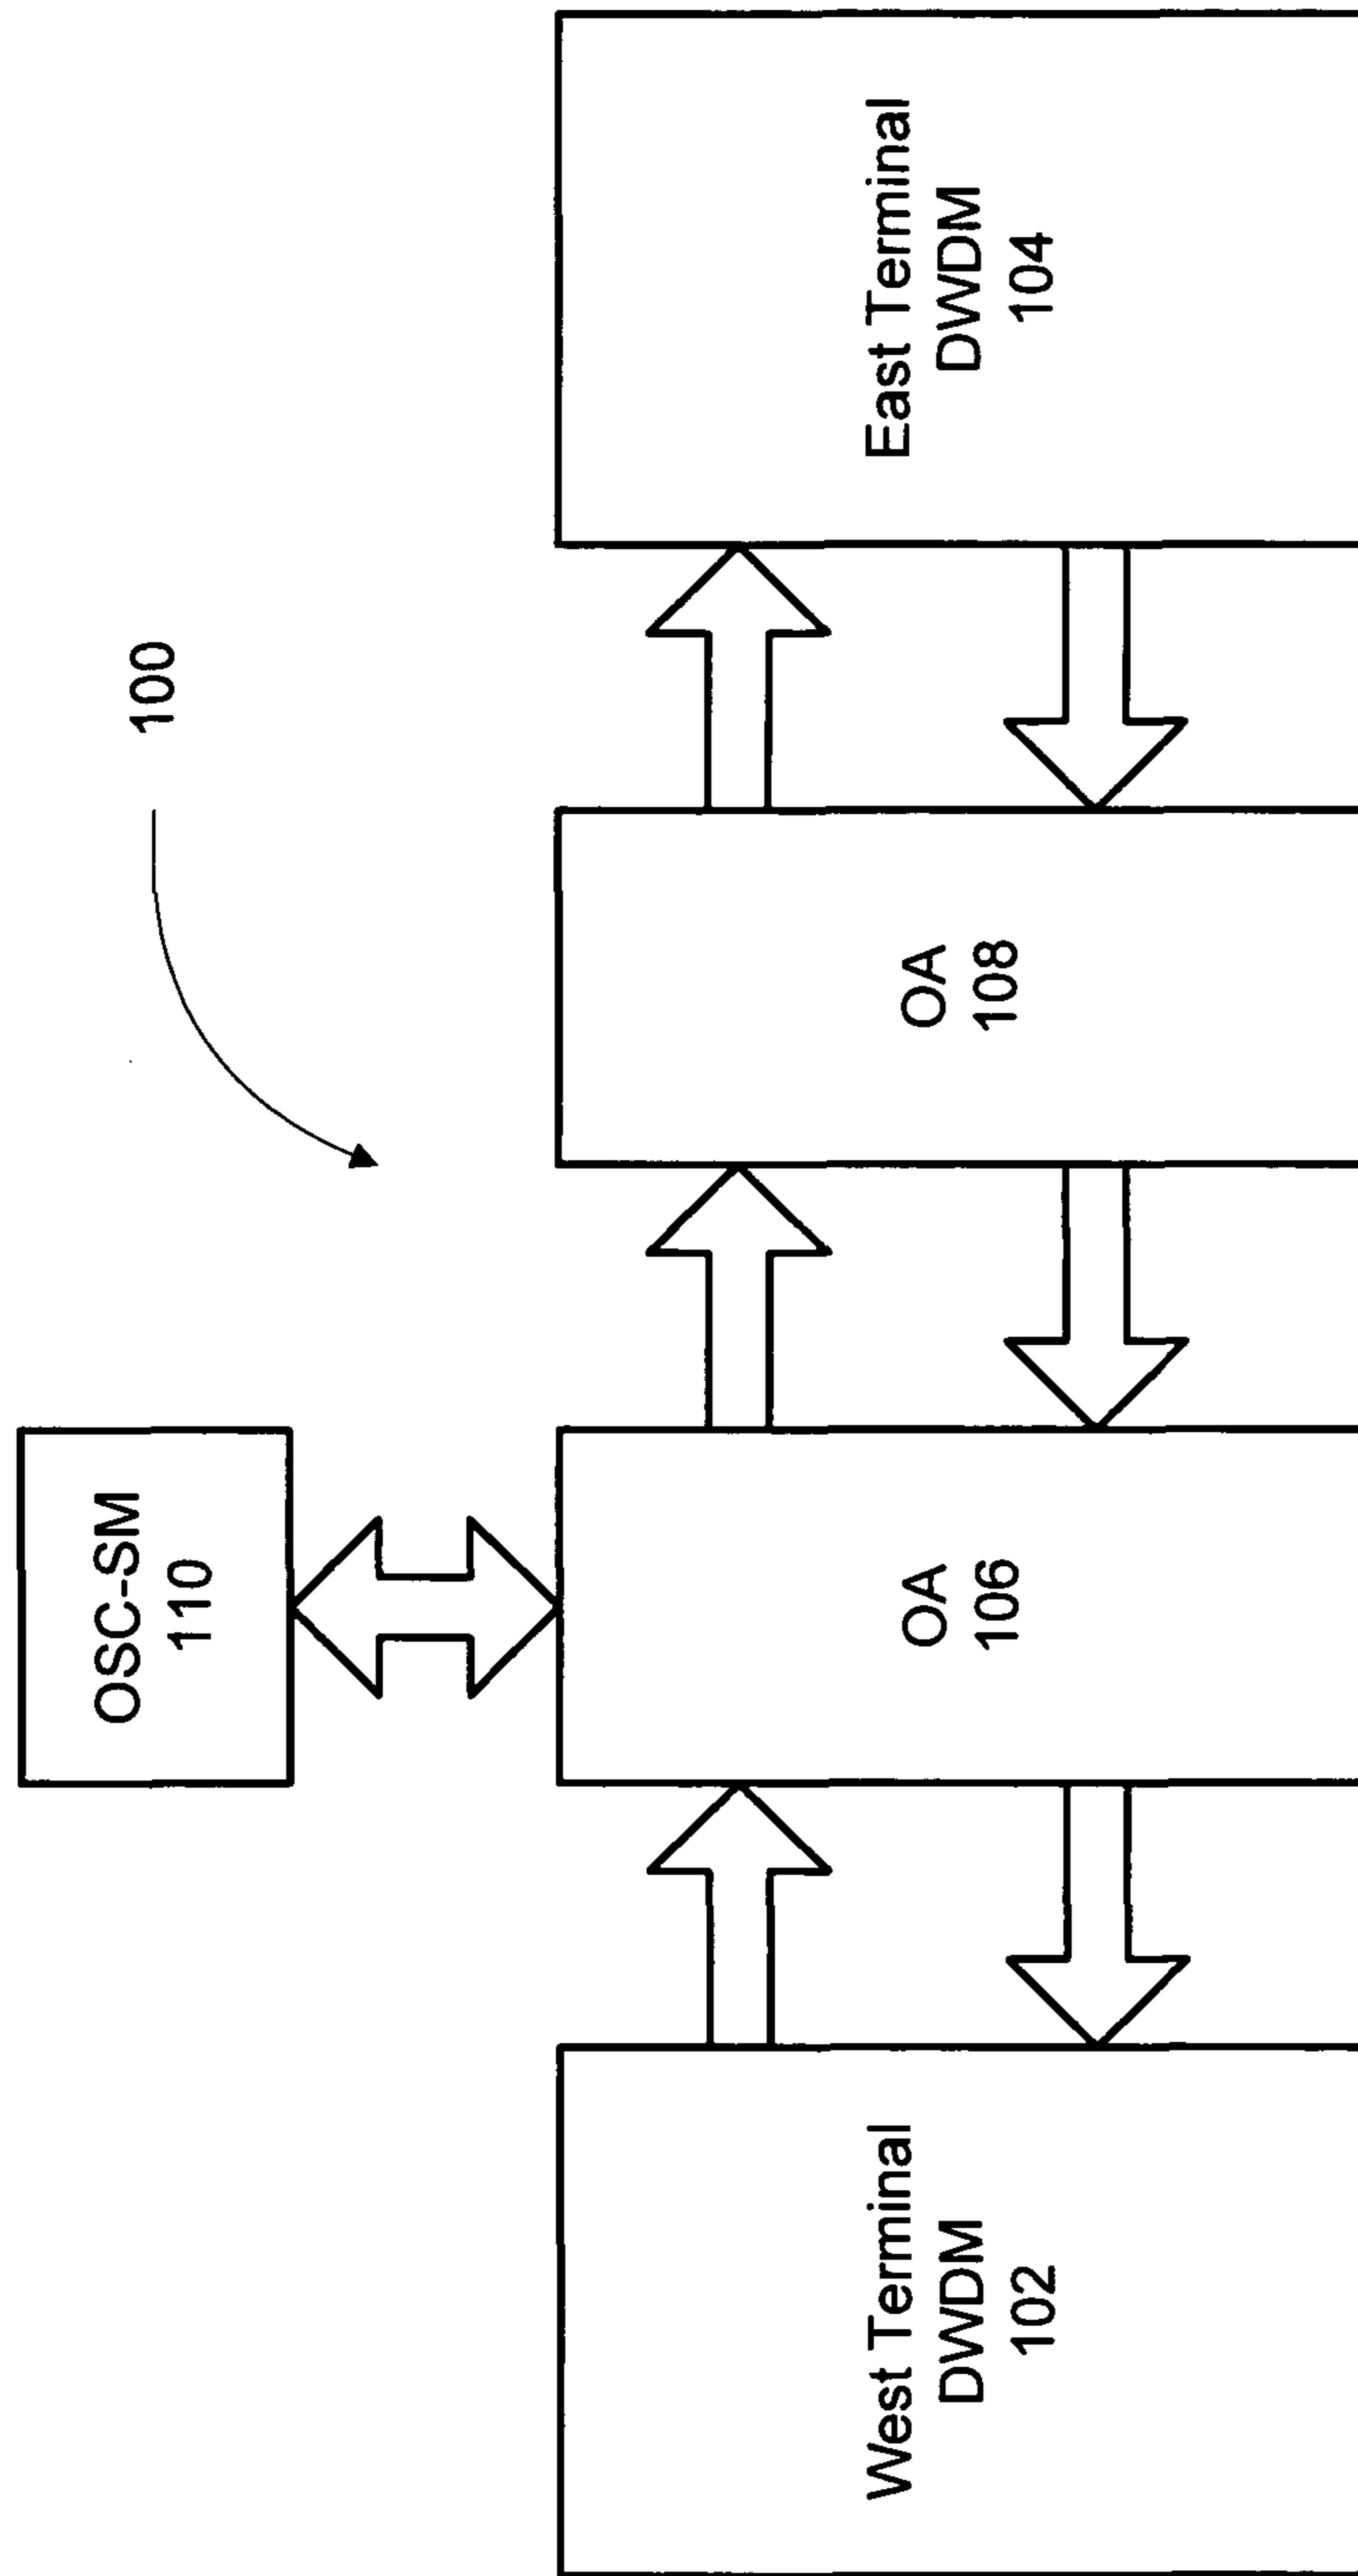 100
OSC-SM
110
West Terminal
DWDM
102
OA
106
OA
108
East Terminal
DWDM
104